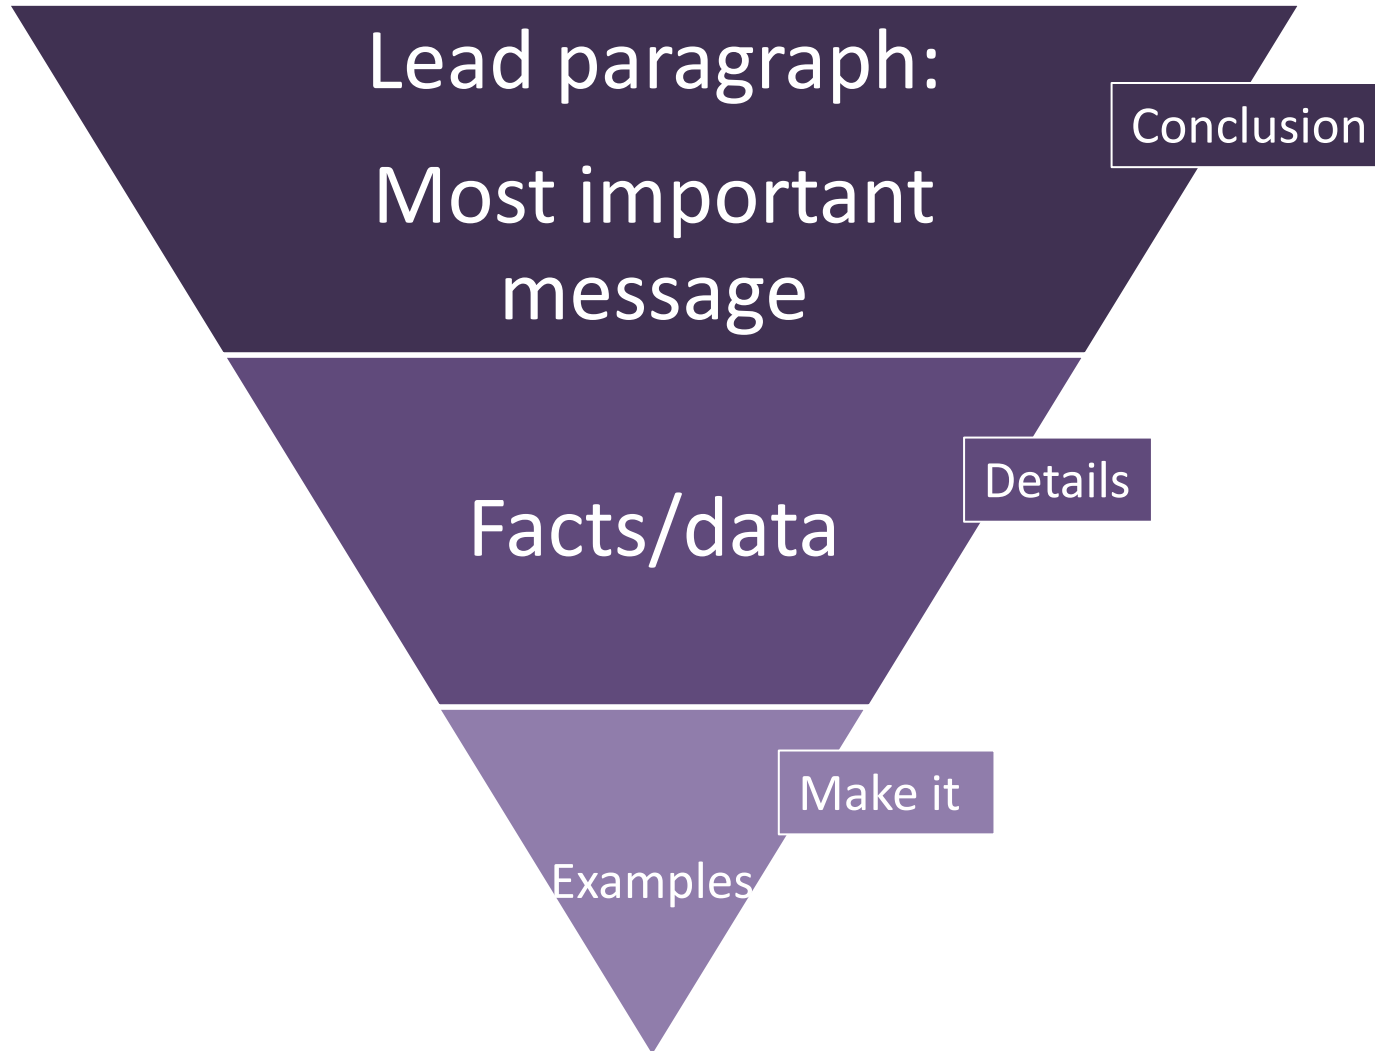 Lead paragraph:
Conclusion
Most important
message
Details
Facts/data
Make it
Examples